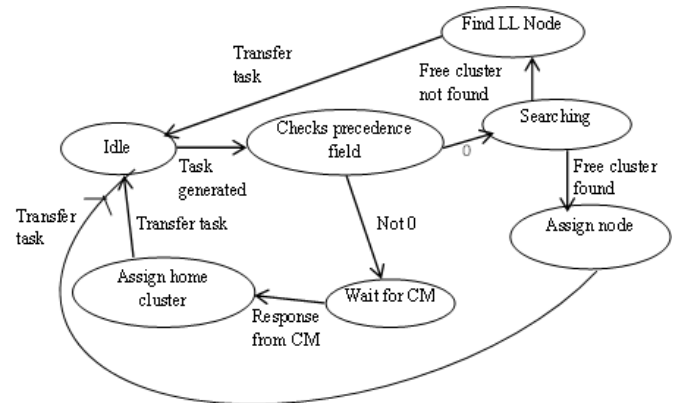 Find LL Node
Transfer
task
Free cluster
not found
Checks precedence
field
Searching
Idle
0
Task
generated
Free cluster
found
Transfer
task
Transfer task
Not 0
Assign node
Assign home
cluster
Wait for CM
Response
from CM